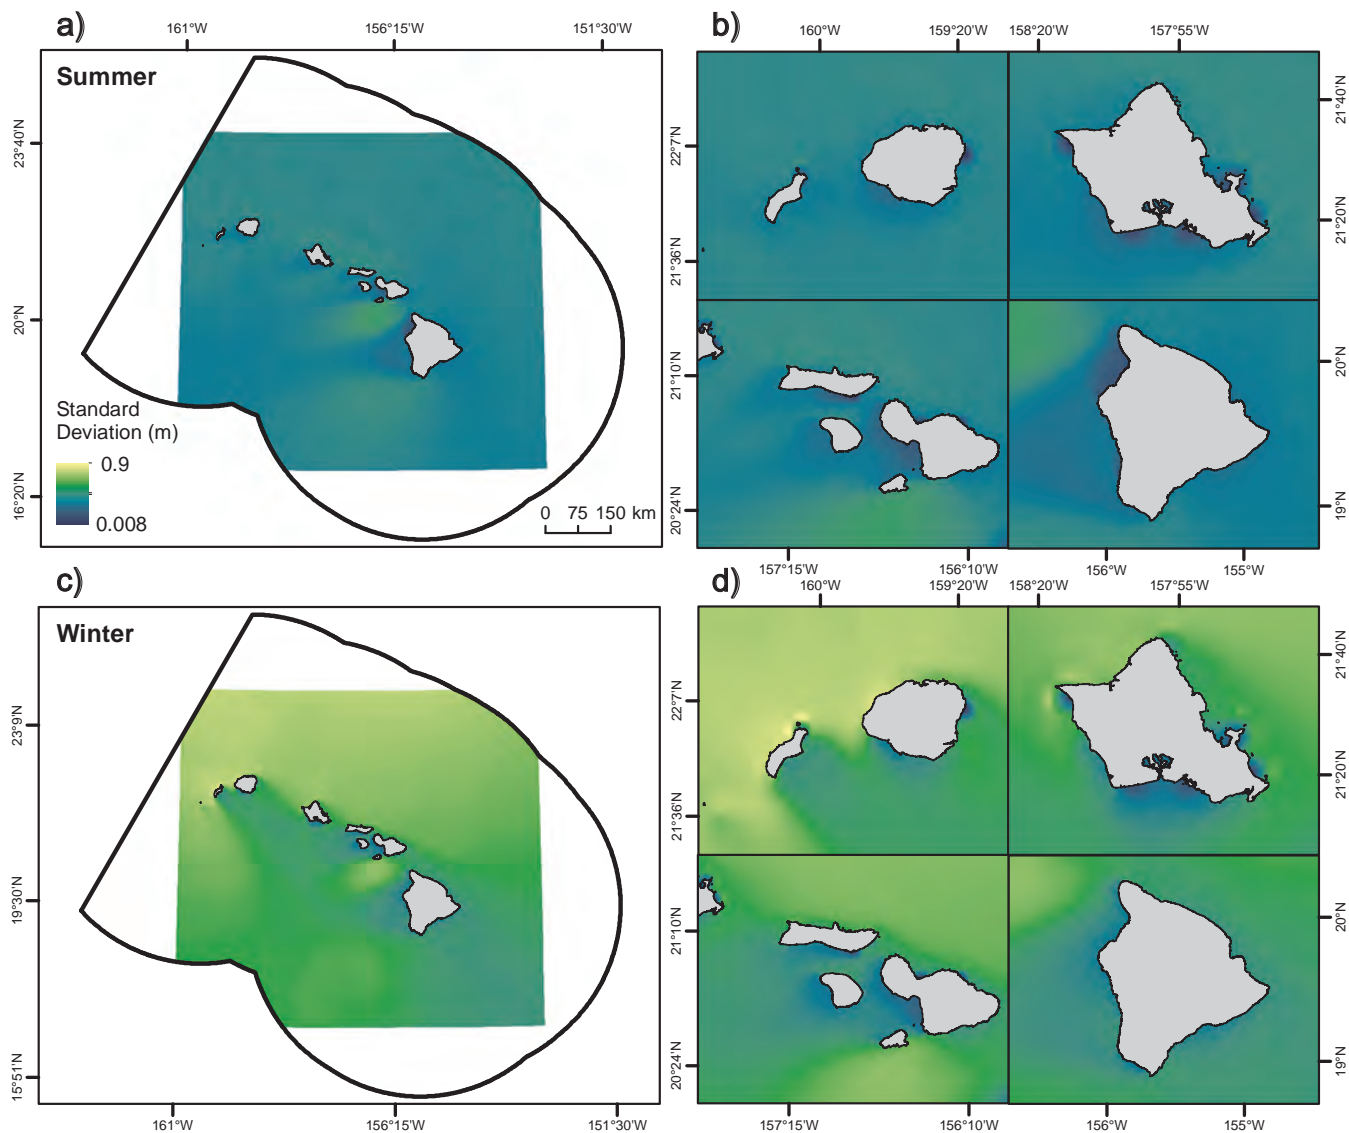 a)
161°W 156°15'W 151°30'W
Summer
23°40'N
20°N
16°20'N
Standard
Deviation (m)
0.9
0.008
0 75 150 km
b)
160°W 159°20'W 158°20'W 157°55'W
22°7'N
21°36'N
21°40'N
21°20'N
21°10'N
20°24'N
20°N
19°N
157°15'W 156°10'W 156°W 155°W
c)
Winter
23°9'N
19°30'N
15°51'N
161°W 156°15'W 151°30'W
d)
160°W 159°20'W 158°20'W 157°55'W
22°7'N
21°36'N
21°40'N
21°20'N
21°10'N
20°24'N
20°N
19°N
157°15'W 156°10'W 156°W 155°W